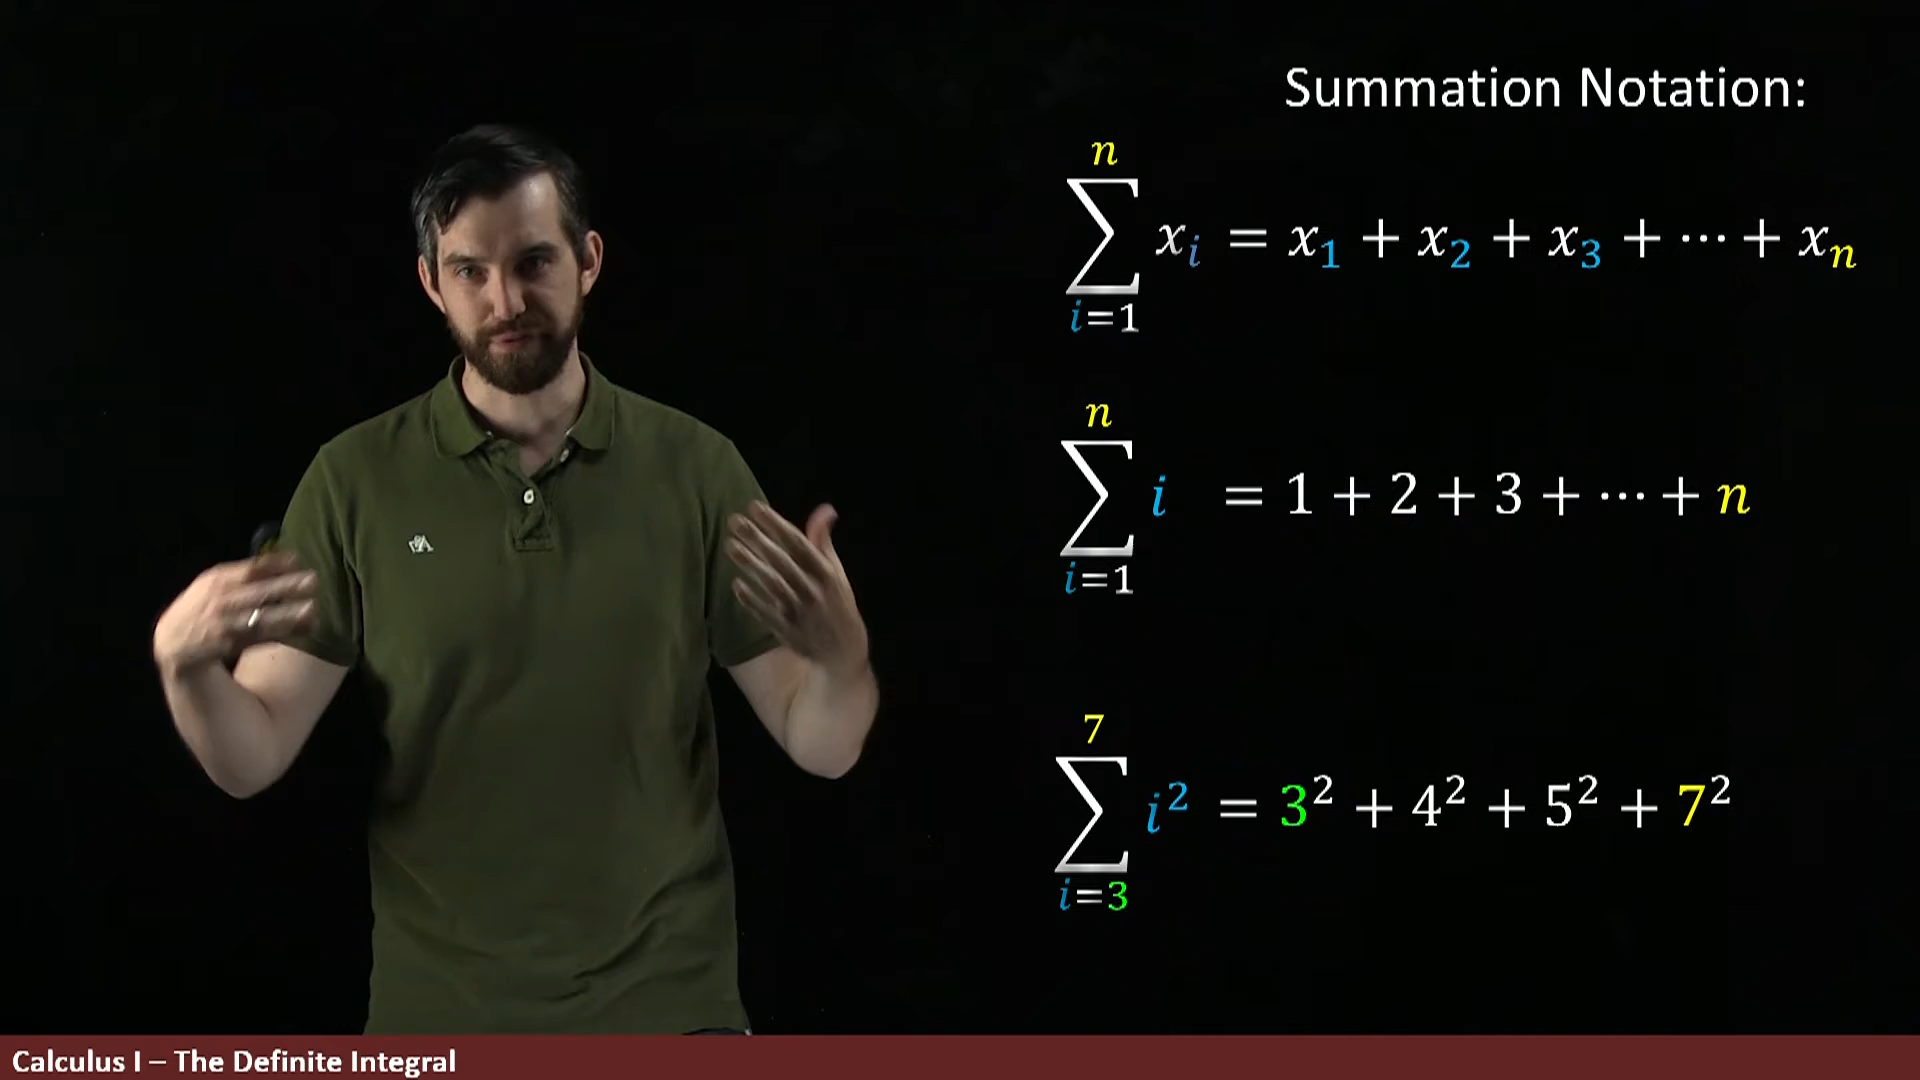 Summation Notation:
n
∑ xᵢ = x₁ + x₂ + x₃ + ⋯ + xₙ
i=1
n
∑ i = 1 + 2 + 3 + ⋯ + n
i=1
7
∑ i² = 3² + 4² + 5² + 7²
i=3
Calculus I – The Definite Integral